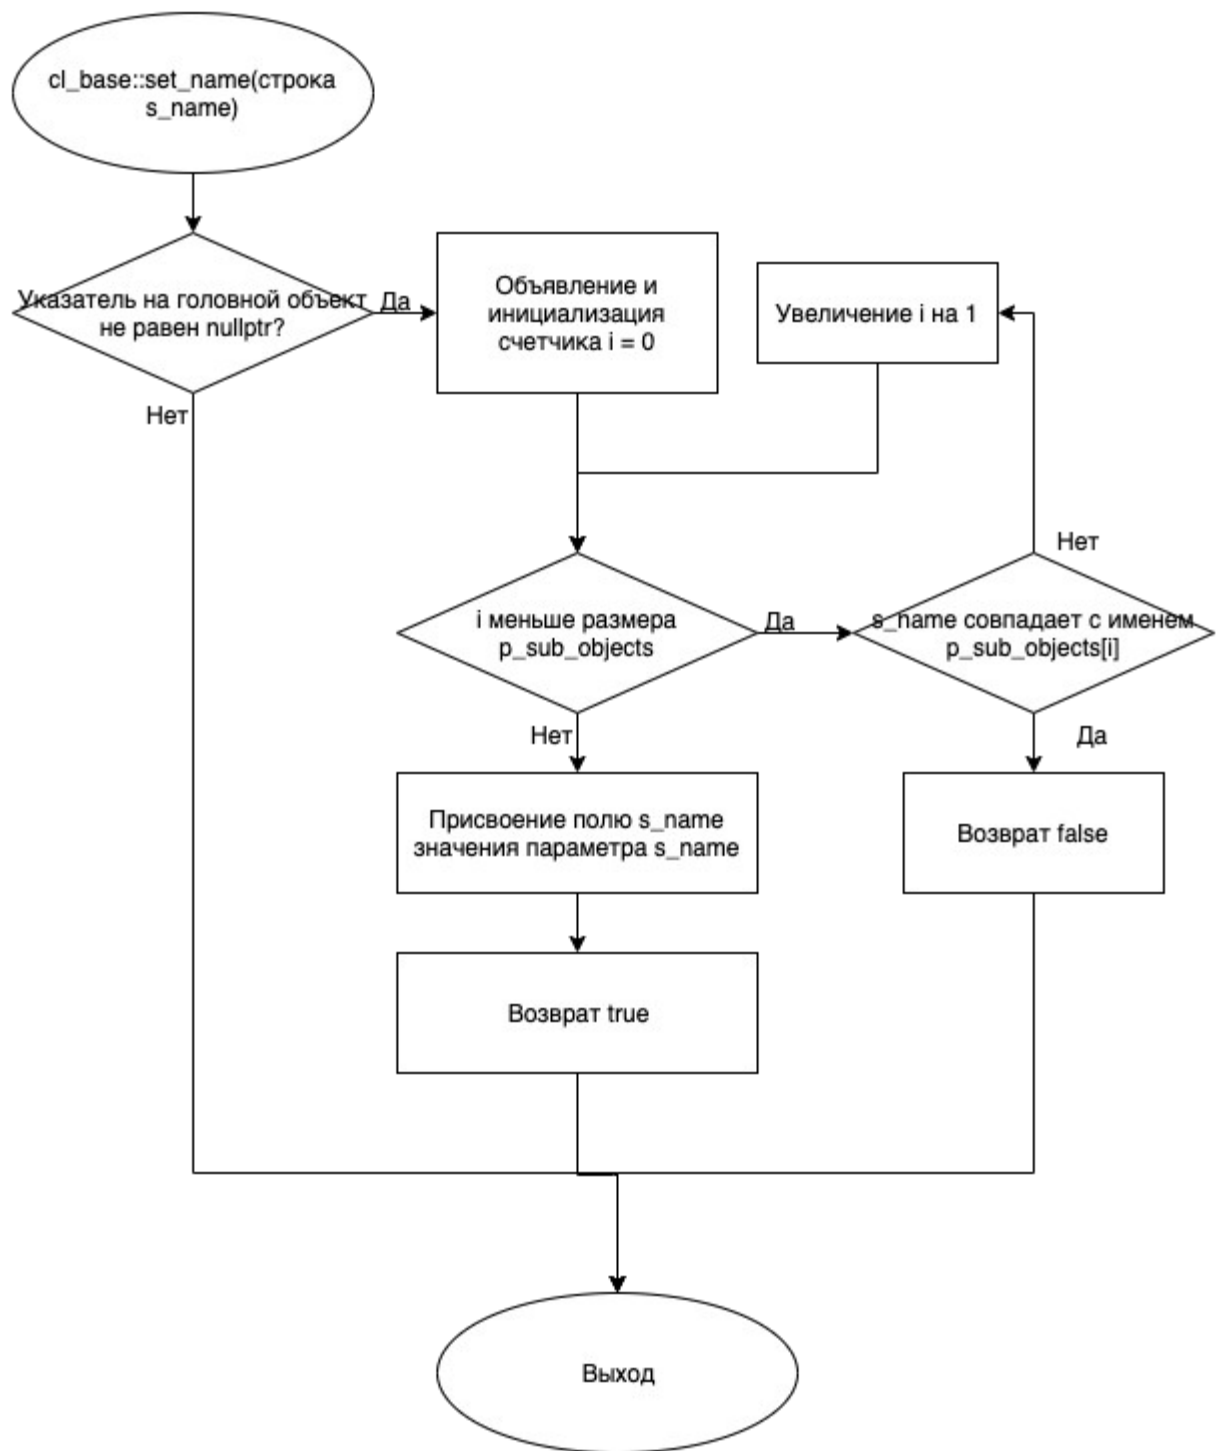 cl_base::set_name(строка
s_name)
Указатель на головной объект
не равен nullptr?
Да
Нет
Объявление и
инициализация
счетчика i = 0
Увеличение i на 1
i меньше размера
p_sub_objects
Да
Нет
s_name совпадает с именем
p_sub_objects[i]
Нет
Да
Присвоение полю s_name
значения параметра s_name
Возврат false
Возврат true
Выход